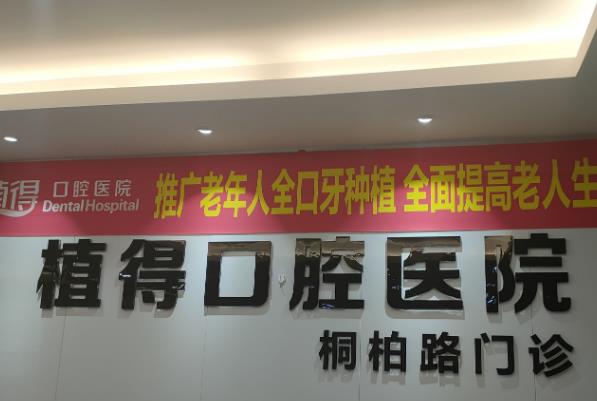 植得 口腔医院
Dental Hospital
推广老年人全口牙种植 全面提高老人生
植得口腔医院
桐柏路门诊